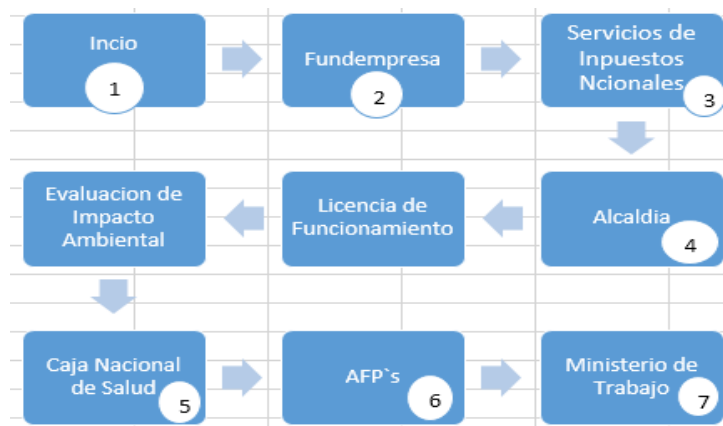 Incio
1
Fundempresa
2
Servicios de
Inpuestos
Ncionales
3
Alcaldia
4
Licencia de
Funcionamiento
Evaluacion de
Impacto
Ambiental
Caja Nacional
de Salud
5
AFP`s
6
Ministerio de
Trabajo
7